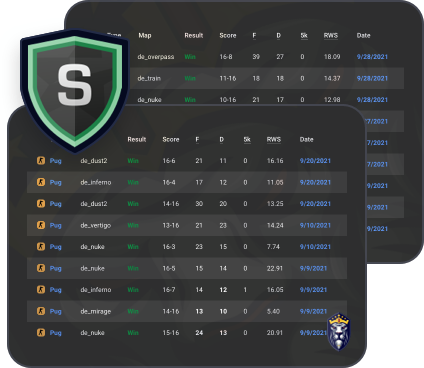 Map Result Score F D 5k RWS Date
de_overpass Win 16-8 39 27 0 18.09 9/28/2021
de_train Win 11-16 18 18 0 14.37 9/28/2021
de_nuke Win 10-16 21 17 0 12.98 9/28/2021
S
Result Score F D 5k RWS Date
Pug de_dust2 Win 16-6 21 11 0 16.16 9/20/2021
Pug de_inferno Win 16-4 17 12 0 11.05 9/20/2021
Pug de_dust2 Win 14-16 30 20 0 13.25 9/20/2021
Pug de_vertigo Win 13-16 21 23 0 14.24 9/10/2021
Pug de_nuke Win 16-3 23 15 0 7.74 9/10/2021
Pug de_nuke Win 16-5 15 14 0 22.91 9/9/2021
Pug de_inferno Win 16-7 14 12 1 16.05 9/9/2021
Pug de_mirage Win 14-16 13 10 0 5.40 9/9/2021
Pug de_nuke Win 15-16 24 13 0 20.91 9/9/2021